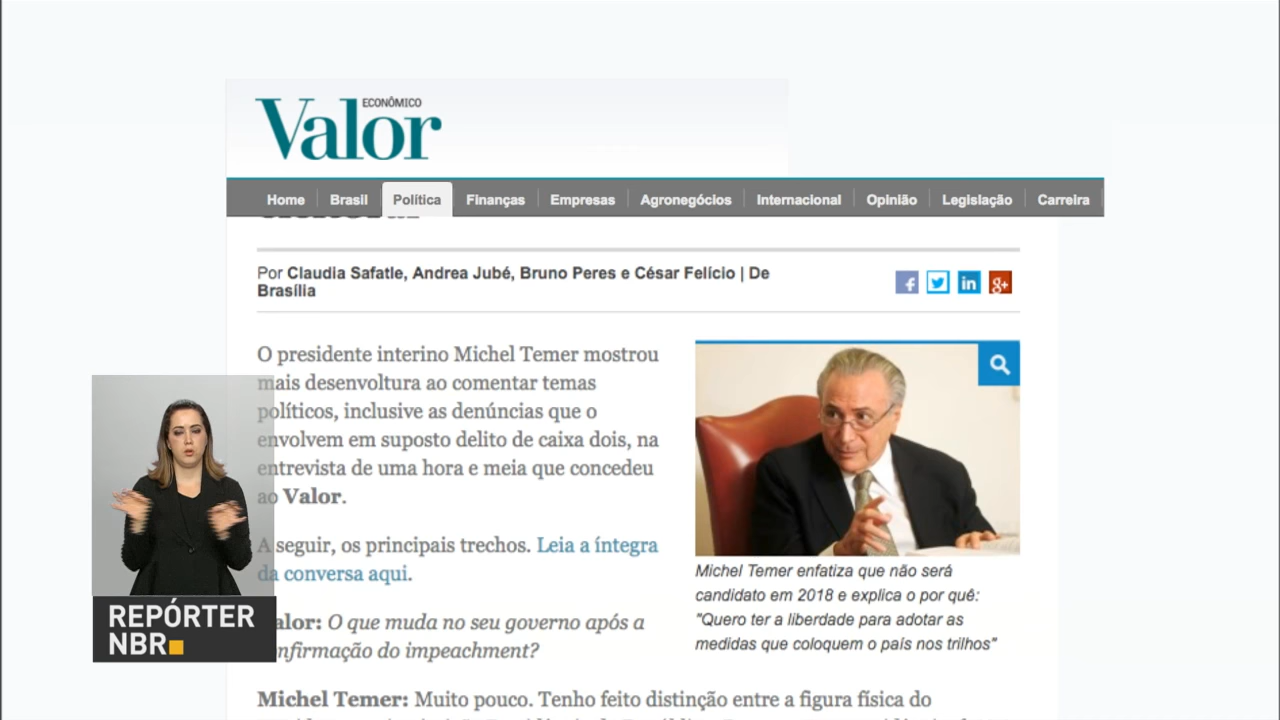 ECONÔMICO
Valor
Home Brasil Política Finanças Empresas Agronegócios Internacional Opinião Legislação Carreira
Por Claudia Safatle, Andrea Jubé, Bruno Peres e César Felício | De
Brasília
O presidente interino Michel Temer mostrou
mais desenvoltura ao comentar temas
políticos, inclusive as denúncias que o
envolvem em suposto delito de caixa dois, na
entrevista de uma hora e meia que concedeu
ao Valor.
A seguir, os principais trechos. Leia a íntegra
da conversa aqui.
Valor: O que muda no seu governo após a
confirmação do impeachment?
Michel Temer: Muito pouco. Tenho feito distinção entre a figura física do
Michel Temer enfatiza que não será
candidato em 2018 e explica o por quê:
"Quero ter a liberdade para adotar as
medidas que coloquem o país nos trilhos"
REPÓRTER
NBR